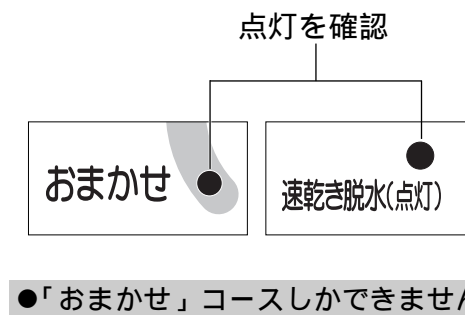 点灯を確認
おまかせ
速乾き脱水(点灯)
●「おまかせ」コースしかできません